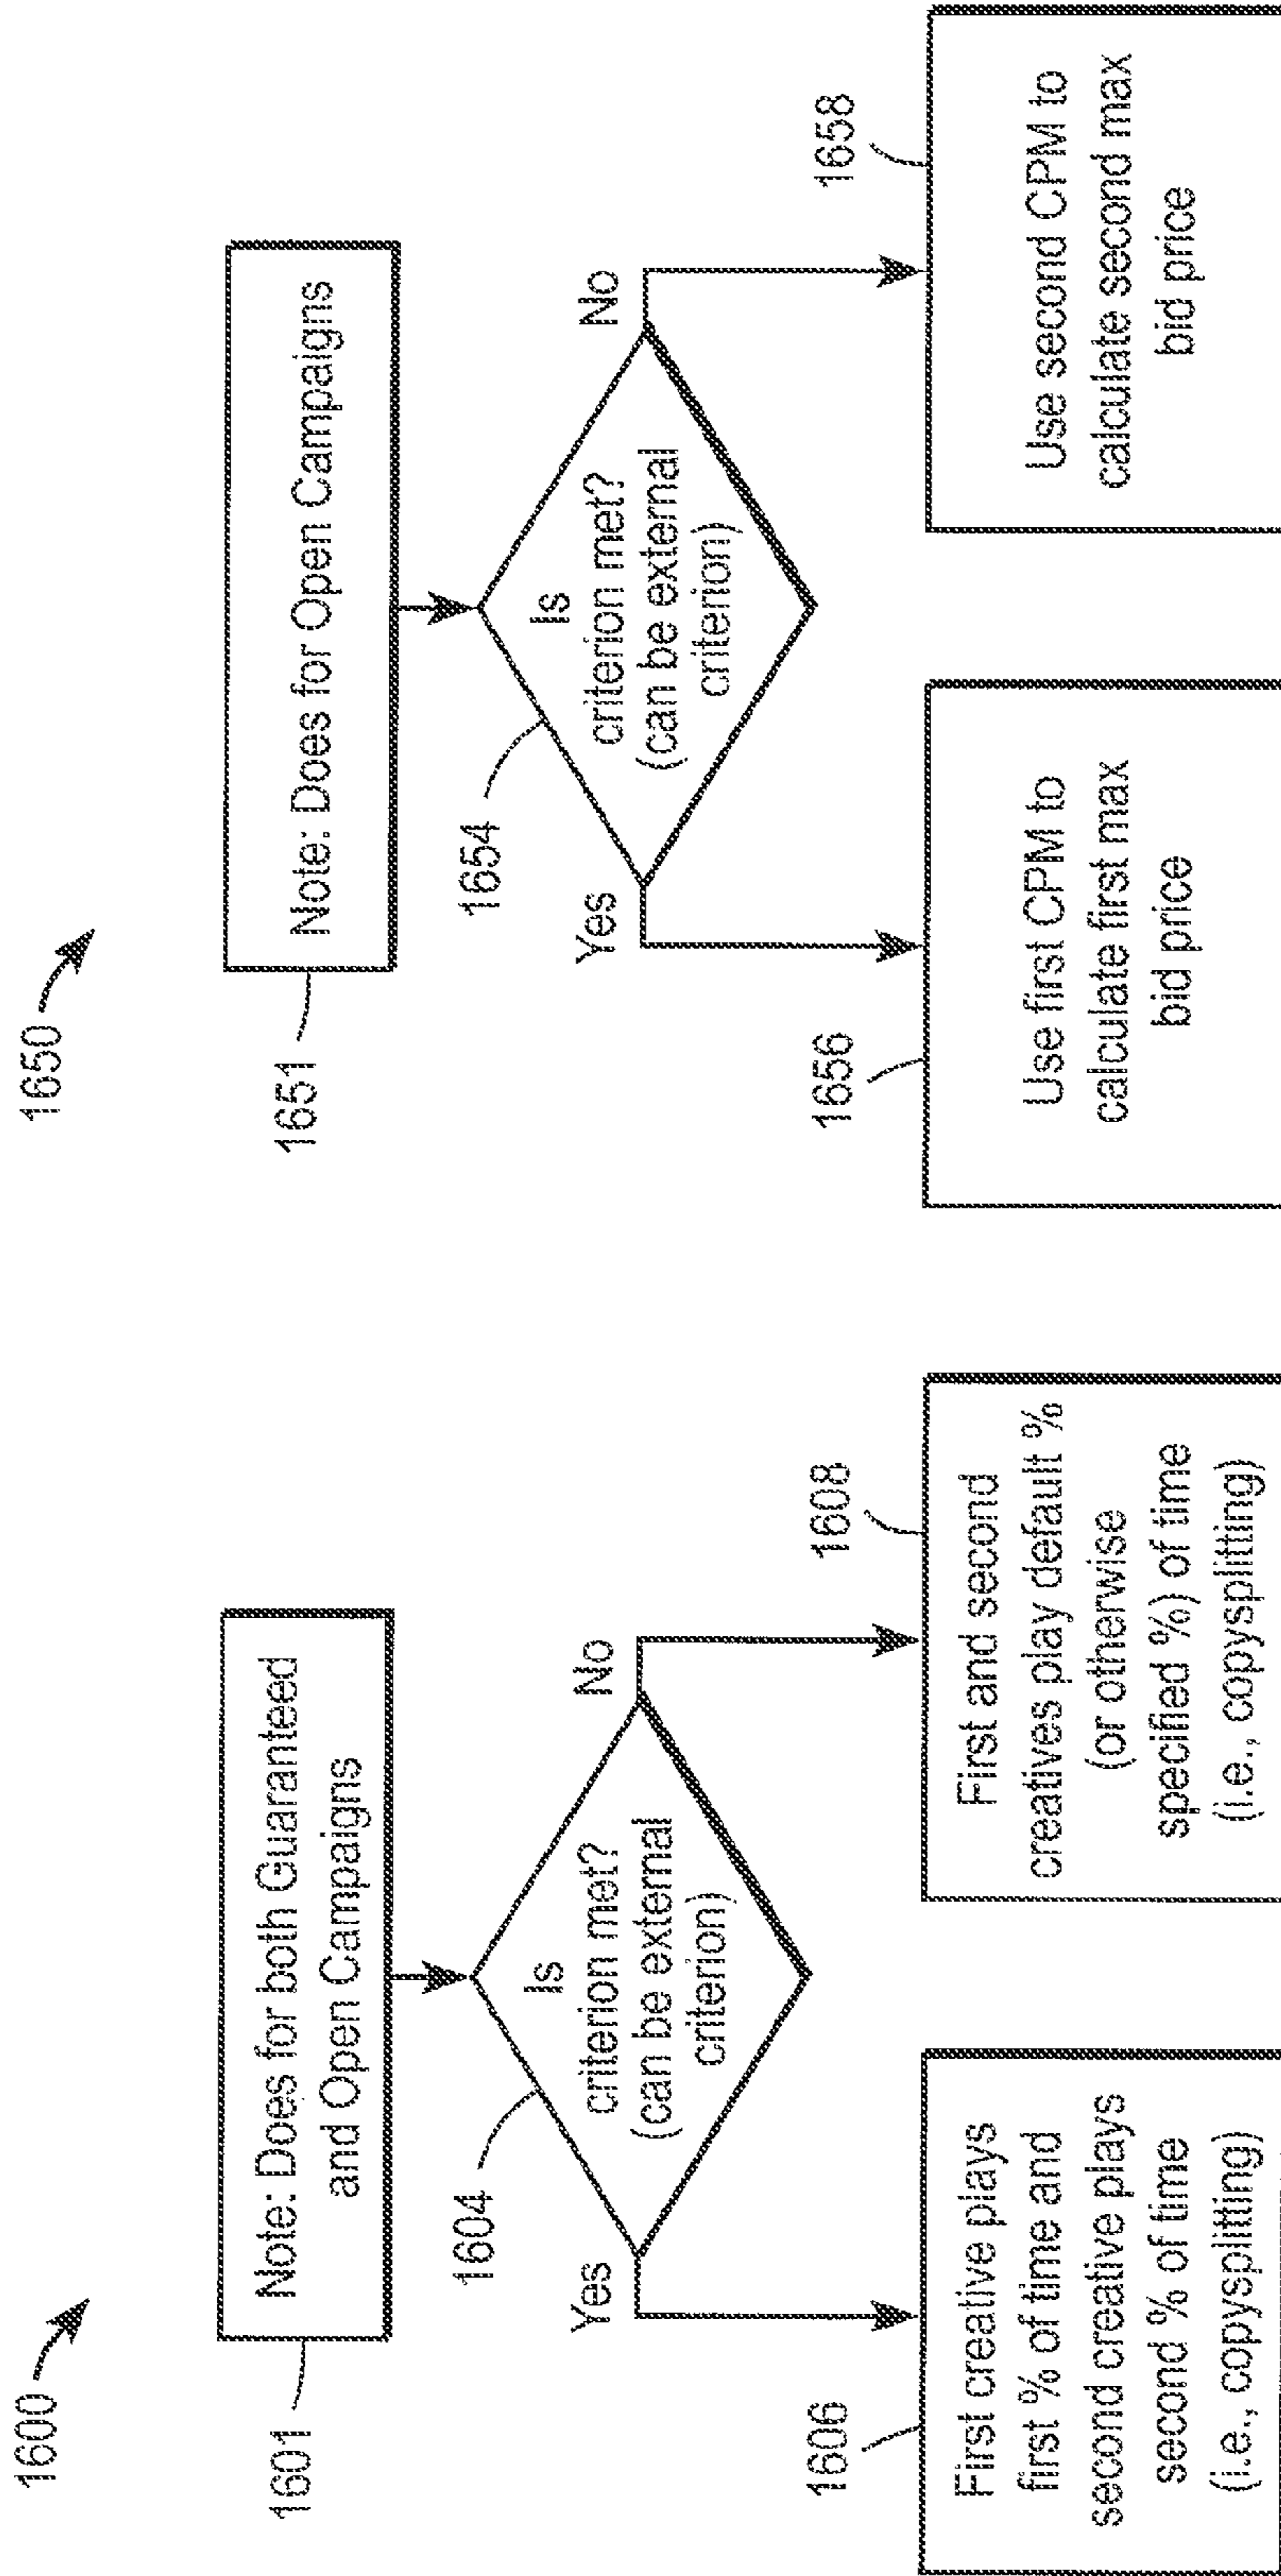 1600
1601
Note: Does for both Guaranteed
and Open Campaigns
1604
Is
criterion met?
(can be external
criterion)
Yes
No
1606
First creative plays
first % of time and
second creative plays
second % of time
(i.e., copysplitting)
1608
First and second
creatives play default %
(or otherwise
specified %) of time
(i.e., copysplitting)
1650
1651
Note: Does for Open Campaigns
1654
Is
criterion met?
(can be external
criterion)
Yes
No
1656
Use first CPM to
calculate first max
bid price
1658
Use second CPM to
calculate second max
bid price